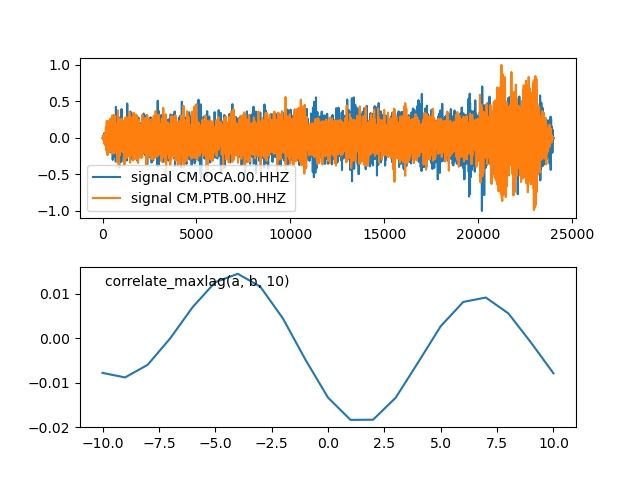 1.0
0.5
0.0
−0.5
−1.0
signal CM.OCA.00.HHZ
signal CM.PTB.00.HHZ
0 5000 10000 15000 20000 25000
correlate_maxlag(a, b, 10)
0.01
0.00
−0.01
−0.02
−10.0 −7.5 −5.0 −2.5 0.0 2.5 5.0 7.5 10.0